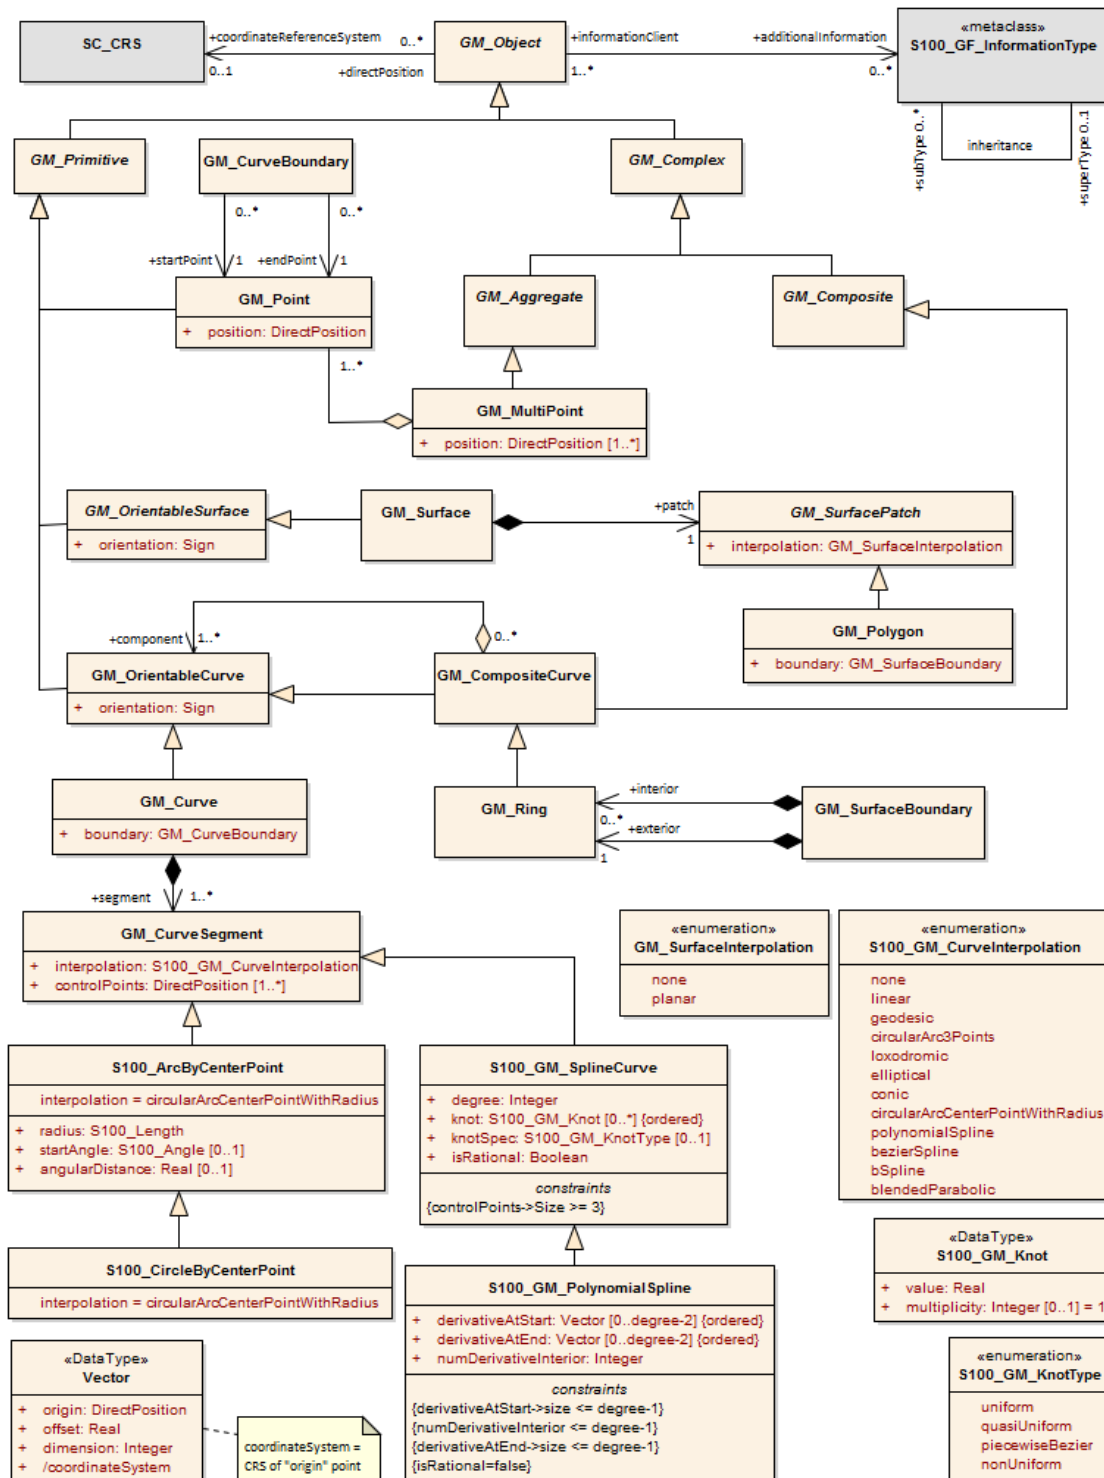 SC_CRS
+coordinateReferenceSystem
0..*
0..1
+directPosition
GM_Object
+informationClient
1..*
+additionalInformation
0..*
«metaclass»
S100_GF_InformationType
+subType 0..*
inheritance
+superType 0..1
GM_Primitive
GM_CurveBoundary
GM_Complex
0..*
0..*
+startPoint
1
+endPoint
1
GM_Point
+ position: DirectPosition
1..*
GM_Aggregate
GM_Composite
GM_MultiPoint
+ position: DirectPosition [1..*]
GM_OrientableSurface
+ orientation: Sign
GM_Surface
+patch
1
GM_SurfacePatch
+ interpolation: GM_SurfaceInterpolation
GM_Polygon
+ boundary: GM_SurfaceBoundary
+component
1..*
0..*
GM_OrientableCurve
+ orientation: Sign
GM_CompositeCurve
GM_Curve
+ boundary: GM_CurveBoundary
GM_Ring
+interior
0..*
+exterior
1
GM_SurfaceBoundary
+segment
1..*
GM_CurveSegment
+ interpolation: S100_GM_CurveInterpolation
+ controlPoints: DirectPosition [1..*]
«enumeration»
GM_SurfaceInterpolation
none
planar
«enumeration»
S100_GM_CurveInterpolation
none
linear
geodesic
circularArc3Points
loxodromic
elliptical
conic
circularArcCenterPointWithRadius
polynomialSpline
bezierSpline
bSpline
blendedParabolic
S100_ArcByCenterPoint
interpolation = circularArcCenterPointWithRadius
+ radius: S100_Length
+ startAngle: S100_Angle [0..1]
+ angularDistance: Real [0..1]
S100_GM_SplineCurve
+ degree: Integer
+ knot: S100_GM_Knot [0..*] {ordered}
+ knotSpec: S100_GM_KnotType [0..1]
+ isRational: Boolean
constraints
{controlPoints->Size >= 3}
S100_CircleByCenterPoint
interpolation = circularArcCenterPointWithRadius
S100_GM_PolynomialSpline
+ derivativeAtStart: Vector [0..degree-2] {ordered}
+ derivativeAtEnd: Vector [0..degree-2] {ordered}
+ numDerivativeInterior: Integer
constraints
{derivativeAtStart->size <= degree-1}
{numDerivativeInterior <= degree-1}
{derivativeAtEnd->size <= degree-1}
{isRational=false}
«DataType»
S100_GM_Knot
+ value: Real
+ multiplicity: Integer [0..1] = 1
«enumeration»
S100_GM_KnotType
uniform
quasiUniform
piecewiseBezier
nonUniform
«DataType»
Vector
+ origin: DirectPosition
+ offset: Real
+ dimension: Integer
+ /coordinateSystem
coordinateSystem =
CRS of "origin" point